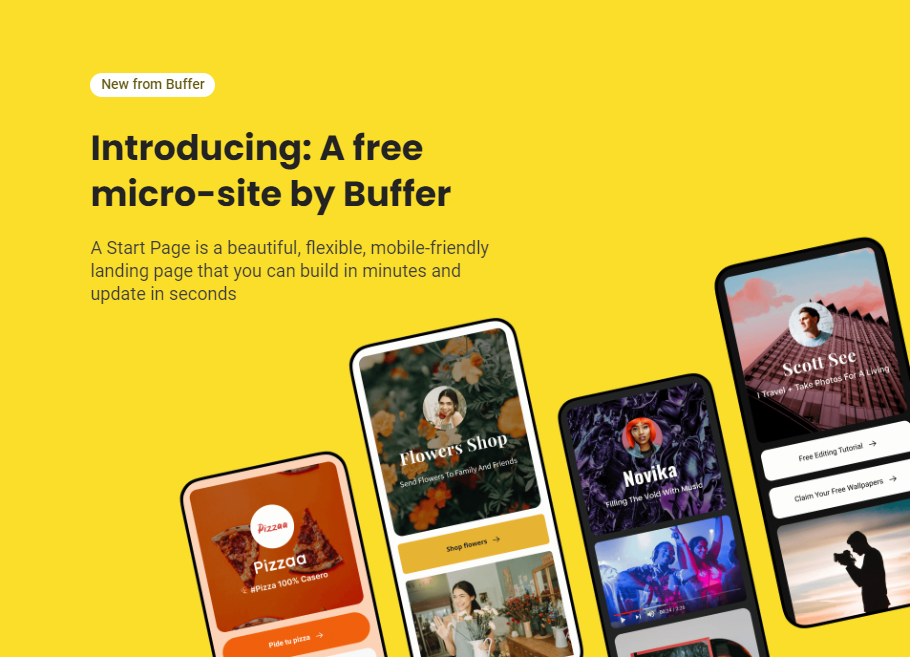 New from Buffer
Introducing: A free
micro-site by Buffer
A Start Page is a beautiful, flexible, mobile-friendly
landing page that you can build in minutes and
update in seconds
Scott See
I Travel + Take Photos For A Living
Free Editing Tutorial →
Claim Your Free Wallpapers →
Flowers Shop
Send Flowers To Family And Friends
Shop flowers →
Novika
Filling The Void With Music
Pizzaa
Pizzaa
#Pizza 100% Casero
Pide tu pizza →